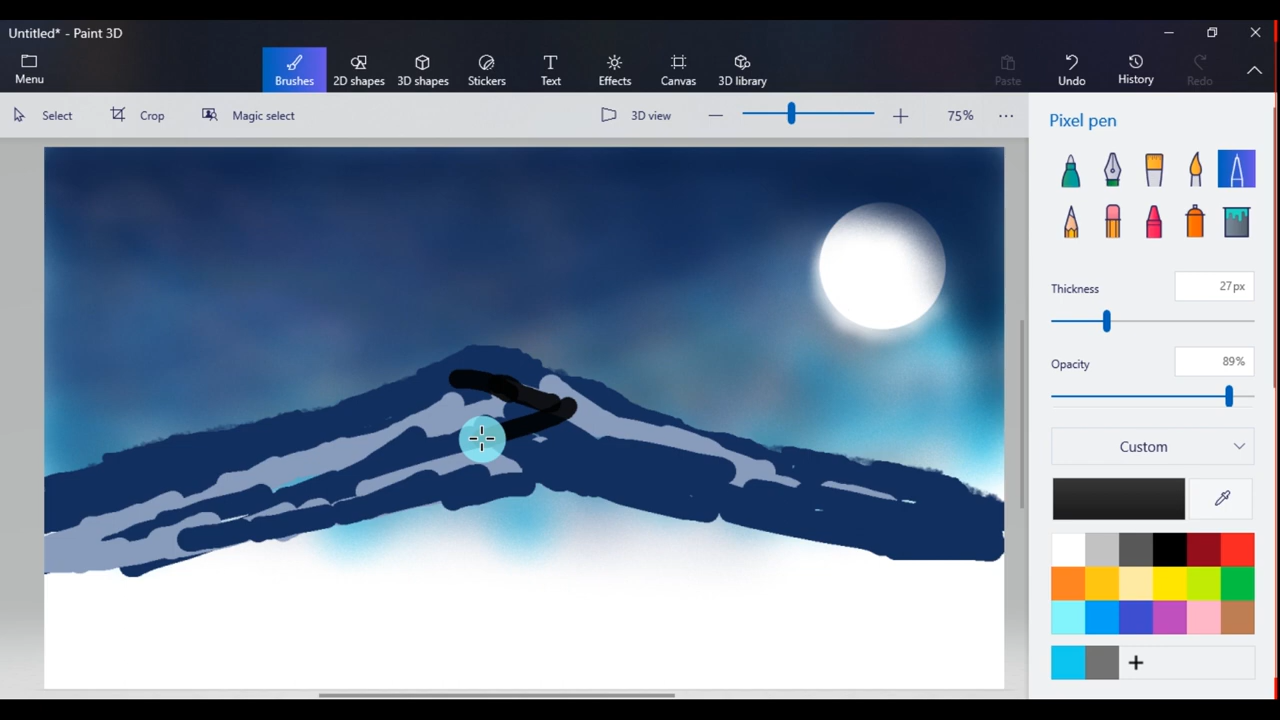 Untitled* - Paint 3D
Menu
Brushes
2D shapes
3D shapes
Stickers
Text
Effects
Canvas
3D library
Paste
Undo
History
Redo
Select
Crop
Magic select
3D view
75%
Pixel pen
Thickness
27px
Opacity
89%
Custom